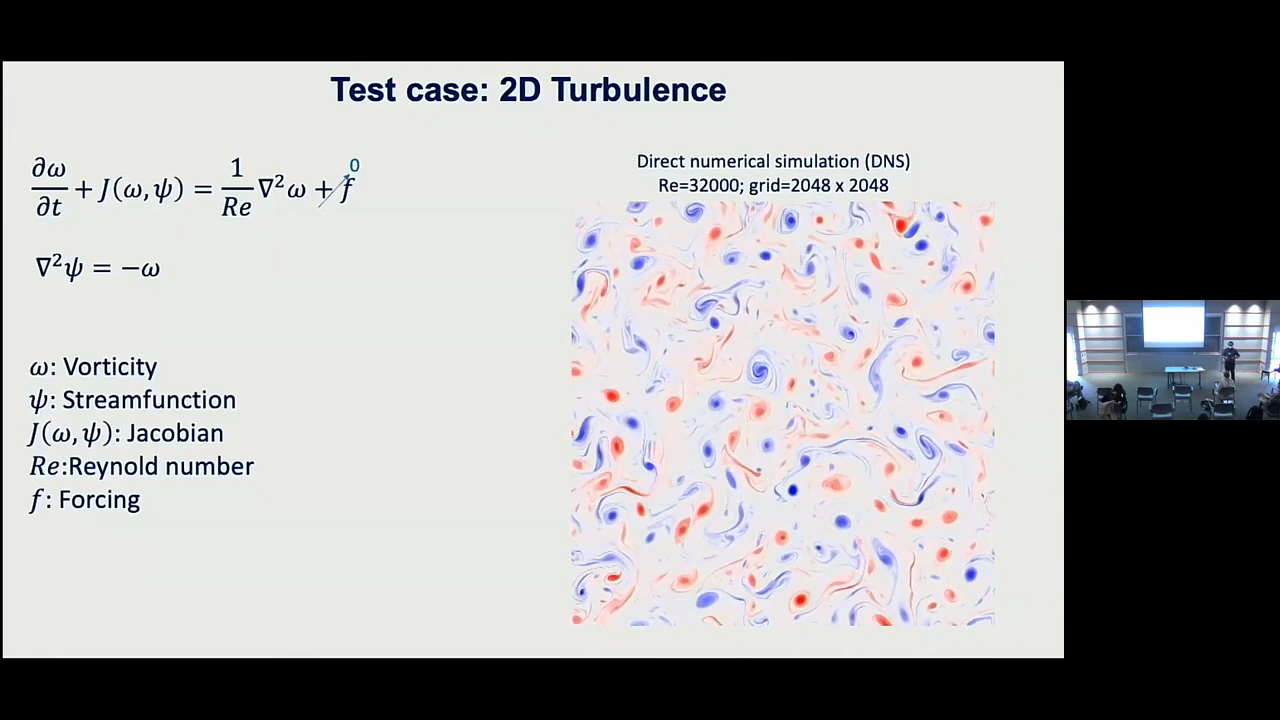 Test case: 2D Turbulence
∂ω/∂t + J(ω,ψ) = 1/Re ∇²ω + f 0
∇²ψ = −ω
ω: Vorticity
ψ: Streamfunction
J(ω,ψ): Jacobian
Re:Reynold number
f: Forcing
Direct numerical simulation (DNS)
Re=32000; grid=2048 x 2048